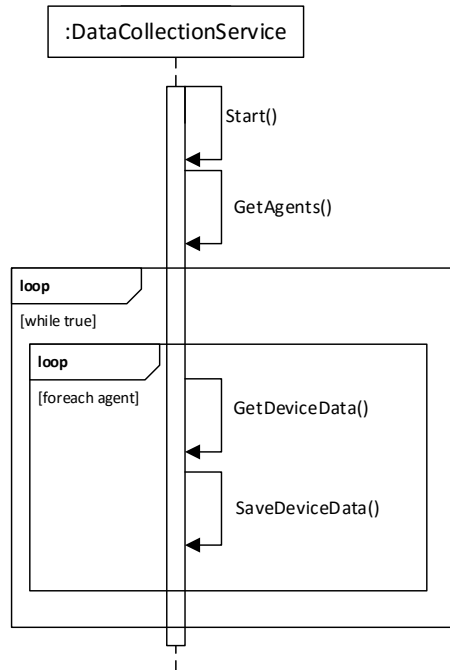 :DataCollectionService
Start()
GetAgents()
loop
[while true]
loop
[foreach agent]
GetDeviceData()
SaveDeviceData()